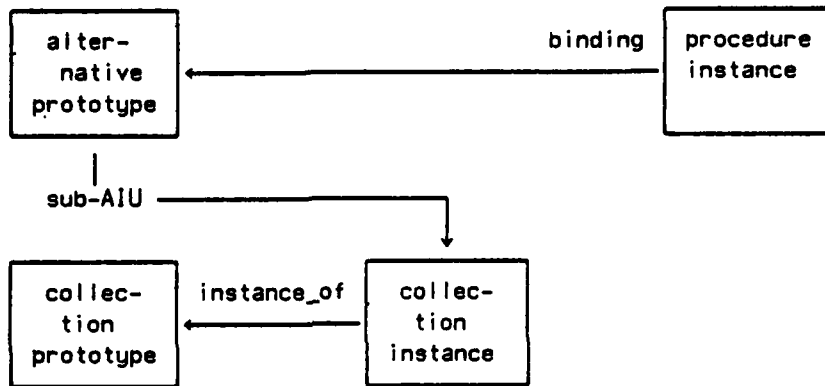 alter-
native
prototype
binding
procedure
instance
sub-AIU
collec-
tion
prototype
instance_of
collec-
tion
instance